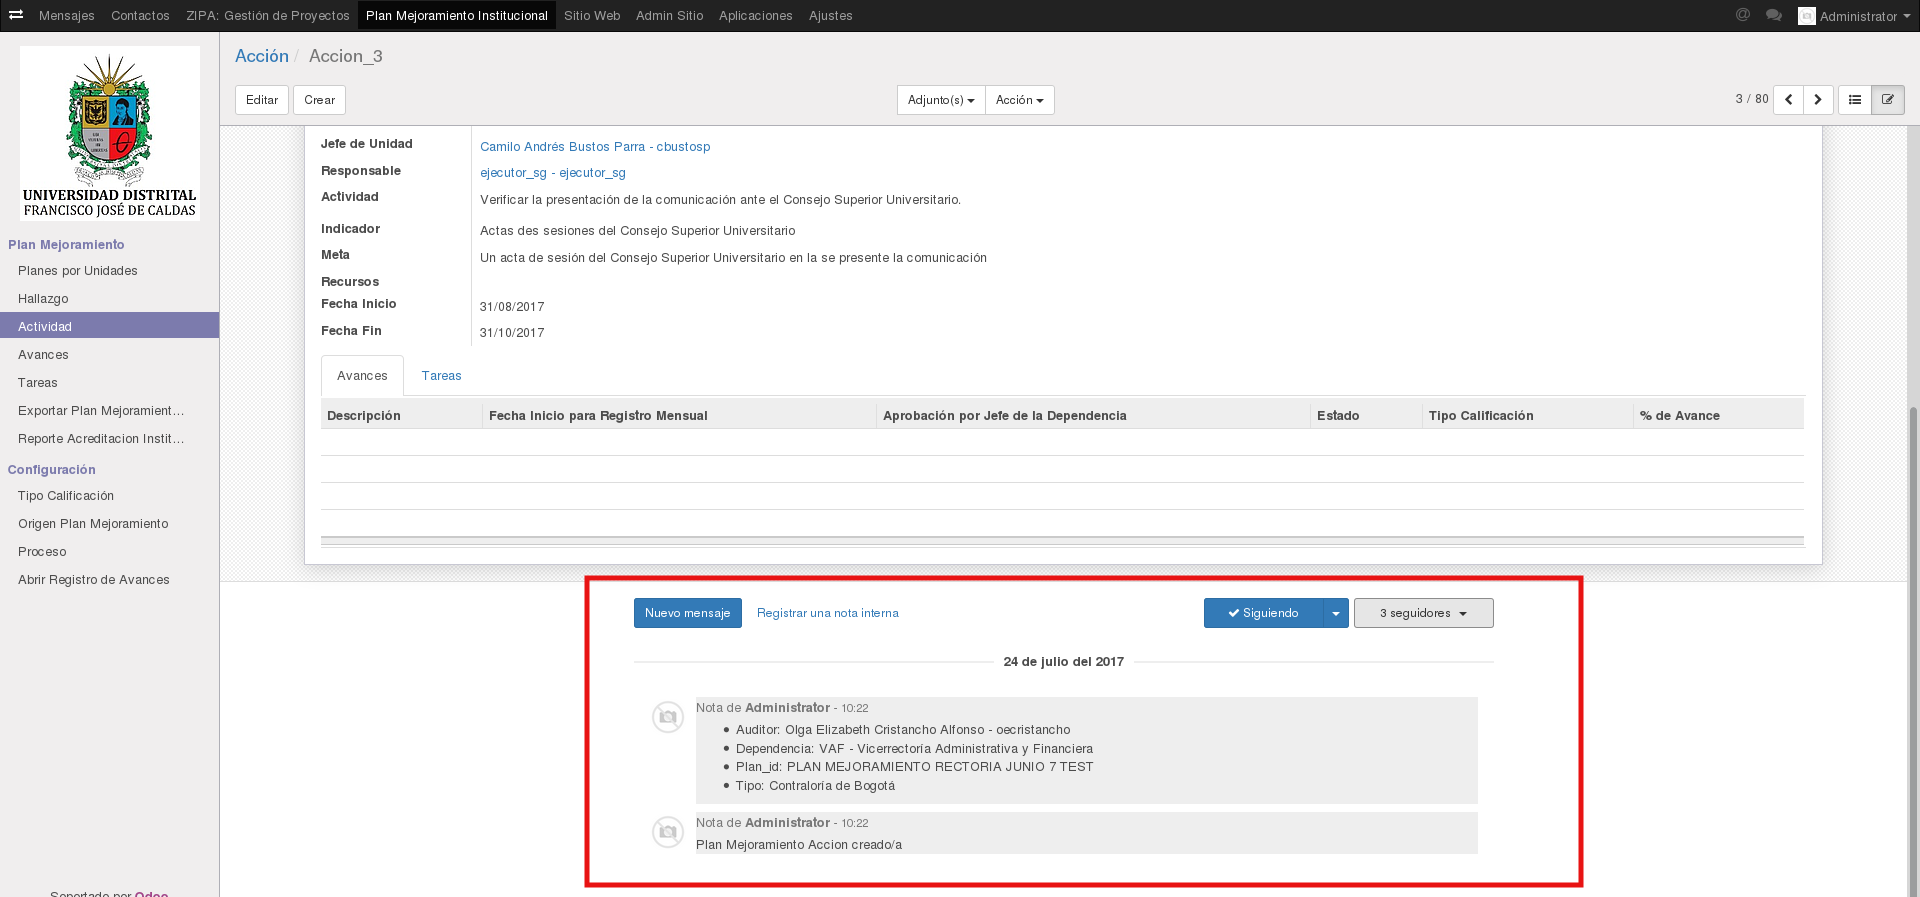 Mensajes Contactos ZIPA: Gestión de Proyectos Plan Mejoramiento Institucional Sitio Web Admin Sitio Aplicaciones Ajustes @ Administrator
UNIVERSIDAD DISTRITAL
FRANCISCO JOSÉ DE CALDAS
Plan Mejoramiento
Planes por Unidades
Hallazgo
Actividad
Avances
Tareas
Exportar Plan Mejoramient...
Reporte Acreditacion Instit...
Configuración
Tipo Calificación
Origen Plan Mejoramiento
Proceso
Abrir Registro de Avances
Soportado por Odoo
Acción / Accion_3
Editar Crear Adjunto(s) Acción 3 / 80
Jefe de Unidad Camilo Andrés Bustos Parra - cbustosp
Responsable ejecutor_sg - ejecutor_sg
Actividad Verificar la presentación de la comunicación ante el Consejo Superior Universitario.
Indicador Actas des sesiones del Consejo Superior Universitario
Meta Un acta de sesión del Consejo Superior Universitario en la se presente la comunicación
Recursos
Fecha Inicio 31/08/2017
Fecha Fin 31/10/2017
Avances Tareas
Descripción Fecha Inicio para Registro Mensual Aprobación por Jefe de la Dependencia Estado Tipo Calificación % de Avance
Nuevo mensaje Registrar una nota interna Siguiendo 3 seguidores
24 de julio del 2017
Nota de Administrator - 10:22
• Auditor: Olga Elizabeth Cristancho Alfonso - oecristancho
• Dependencia: VAF - Vicerrectoría Administrativa y Financiera
• Plan_id: PLAN MEJORAMIENTO RECTORIA JUNIO 7 TEST
• Tipo: Contraloría de Bogotá
Nota de Administrator - 10:22
Plan Mejoramiento Accion creado/a